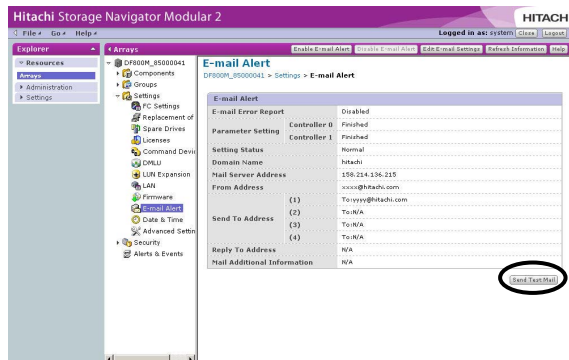 Hitachi Storage Navigator Modular 2
HITACHI
File Go Help
Logged in as: system Close Logout
Explorer
Resources
Arrays
Administration
Settings
Arrays
Enable E-mail Alert Disable E-mail Alert Edit E-mail Settings Refresh Information Help
DF800M_85000041
Components
Groups
Settings
FC Settings
Replacement of
Spare Drives
Licenses
Command Devic
DMLU
LUN Expansion
LAN
Firmware
E-mail Alert
Date & Time
Advanced Settin
Security
Alerts & Events
E-mail Alert
DF800M_85000041 > Settings > E-mail Alert
E-mail Alert
E-mail Error Report Disabled
Parameter Setting Controller 0 Finished
Controller 1 Finished
Setting Status Normal
Domain Name hitachi
Mail Server Address 158.214.136.215
From Address xxxx@hitachi.com
Send To Address (1) To:yyyy@hitachi.com
(2) To:N/A
(3) To:N/A
(4) To:N/A
Reply To Address N/A
Mail Additional Information N/A
Send Test Mail